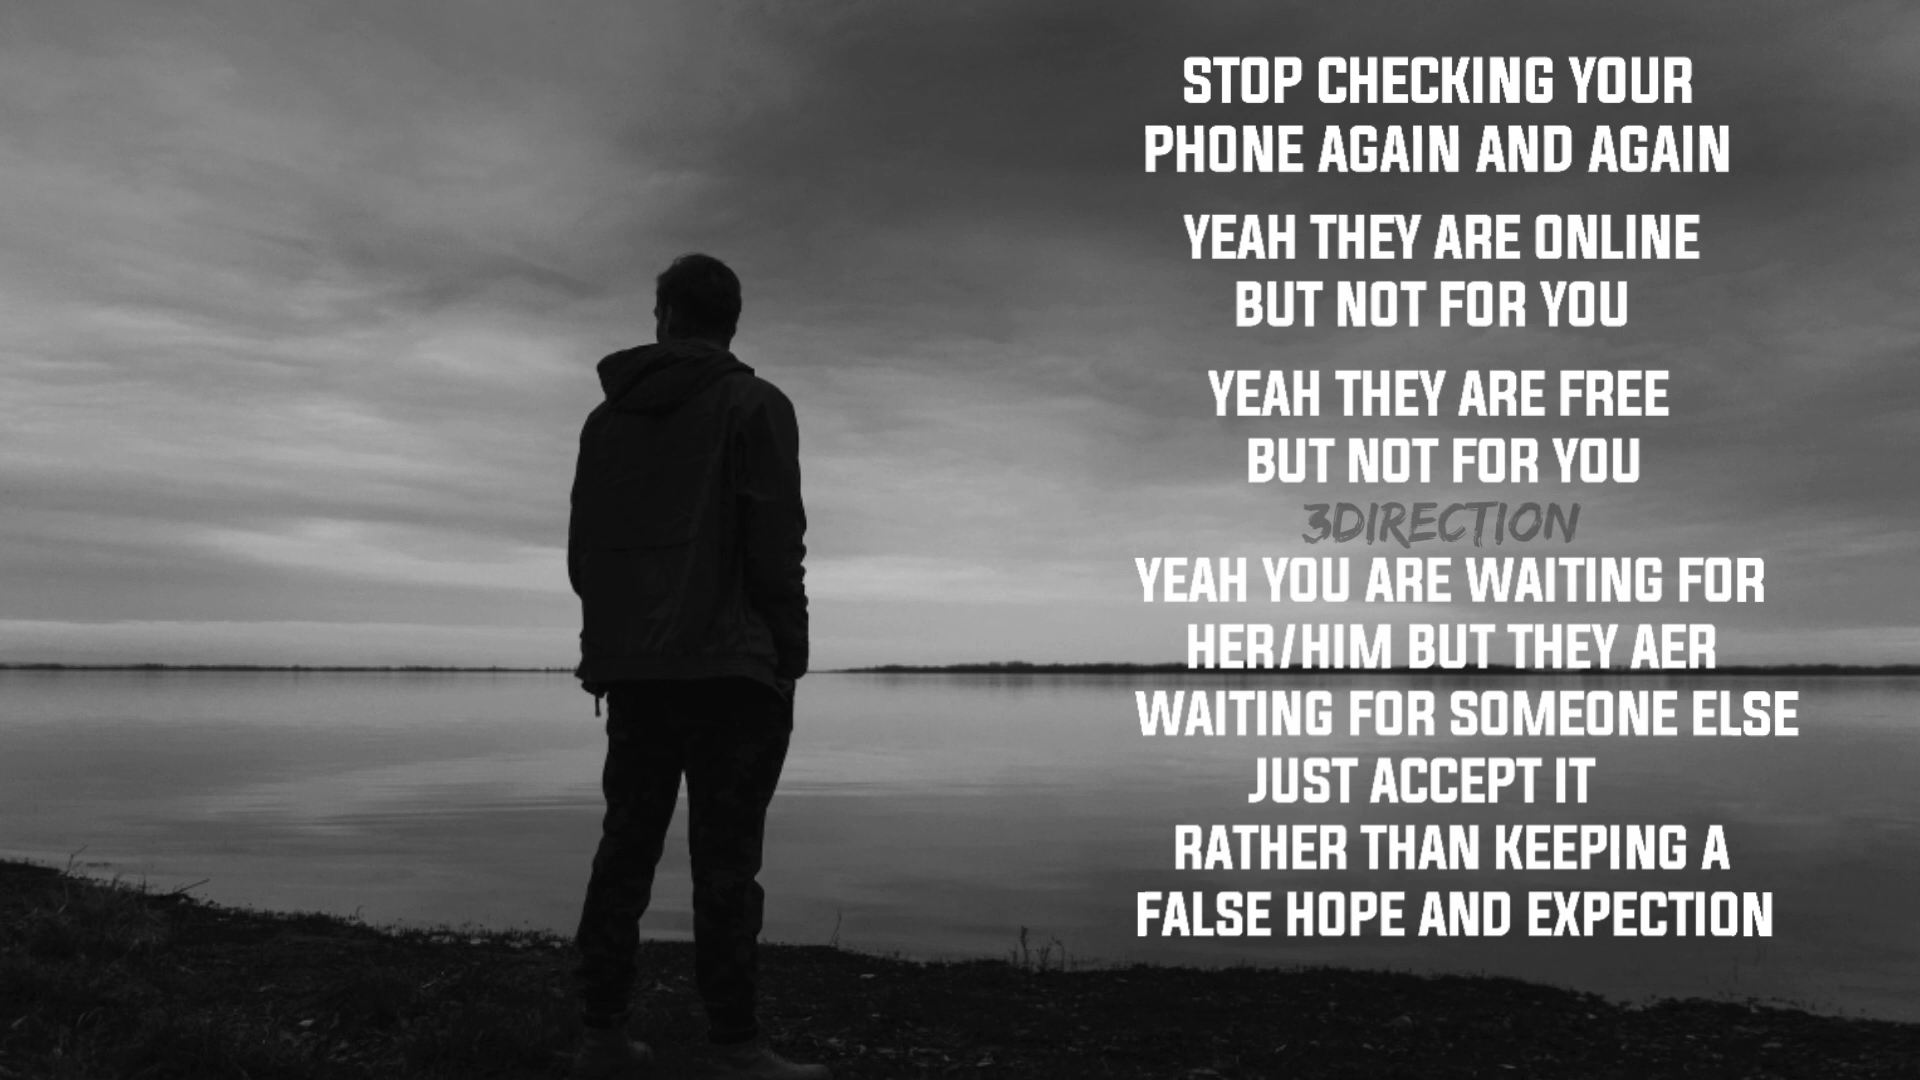 STOP CHECKING YOUR
PHONE AGAIN AND AGAIN
YEAH THEY ARE ONLINE
BUT NOT FOR YOU
YEAH THEY ARE FREE
BUT NOT FOR YOU
3DIRECTION
YEAH YOU ARE WAITING FOR
HER/HIM BUT THEY AER
WAITING FOR SOMEONE ELSE
JUST ACCEPT IT
RATHER THAN KEEPING A
FALSE HOPE AND EXPECTION